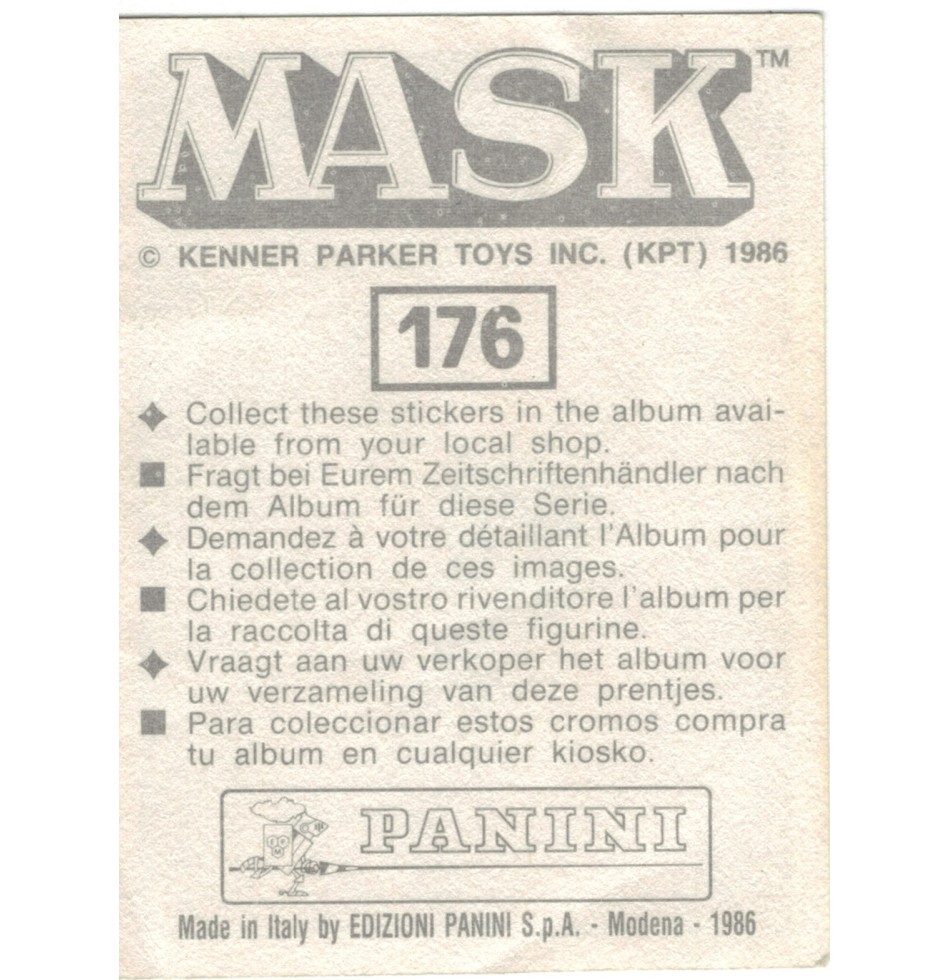 MASK™
© KENNER PARKER TOYS INC. (KPT) 1986
176
Collect these stickers in the album avai-
lable from your local shop.
Fragt bei Eurem Zeitschriftenhändler nach
dem Album für diese Serie.
Demandez à votre détaillant l'Album pour
la collection de ces images.
Chiedete al vostro rivenditore l'album per
la raccolta di queste figurine.
Vraagt aan uw verkoper het album voor
uw verzameling van deze prentjes.
Para coleccionar estos cromos compra
tu album en cualquier kiosko.
PANINI
Made in Italy by EDIZIONI PANINI S.p.A. - Modena - 1986